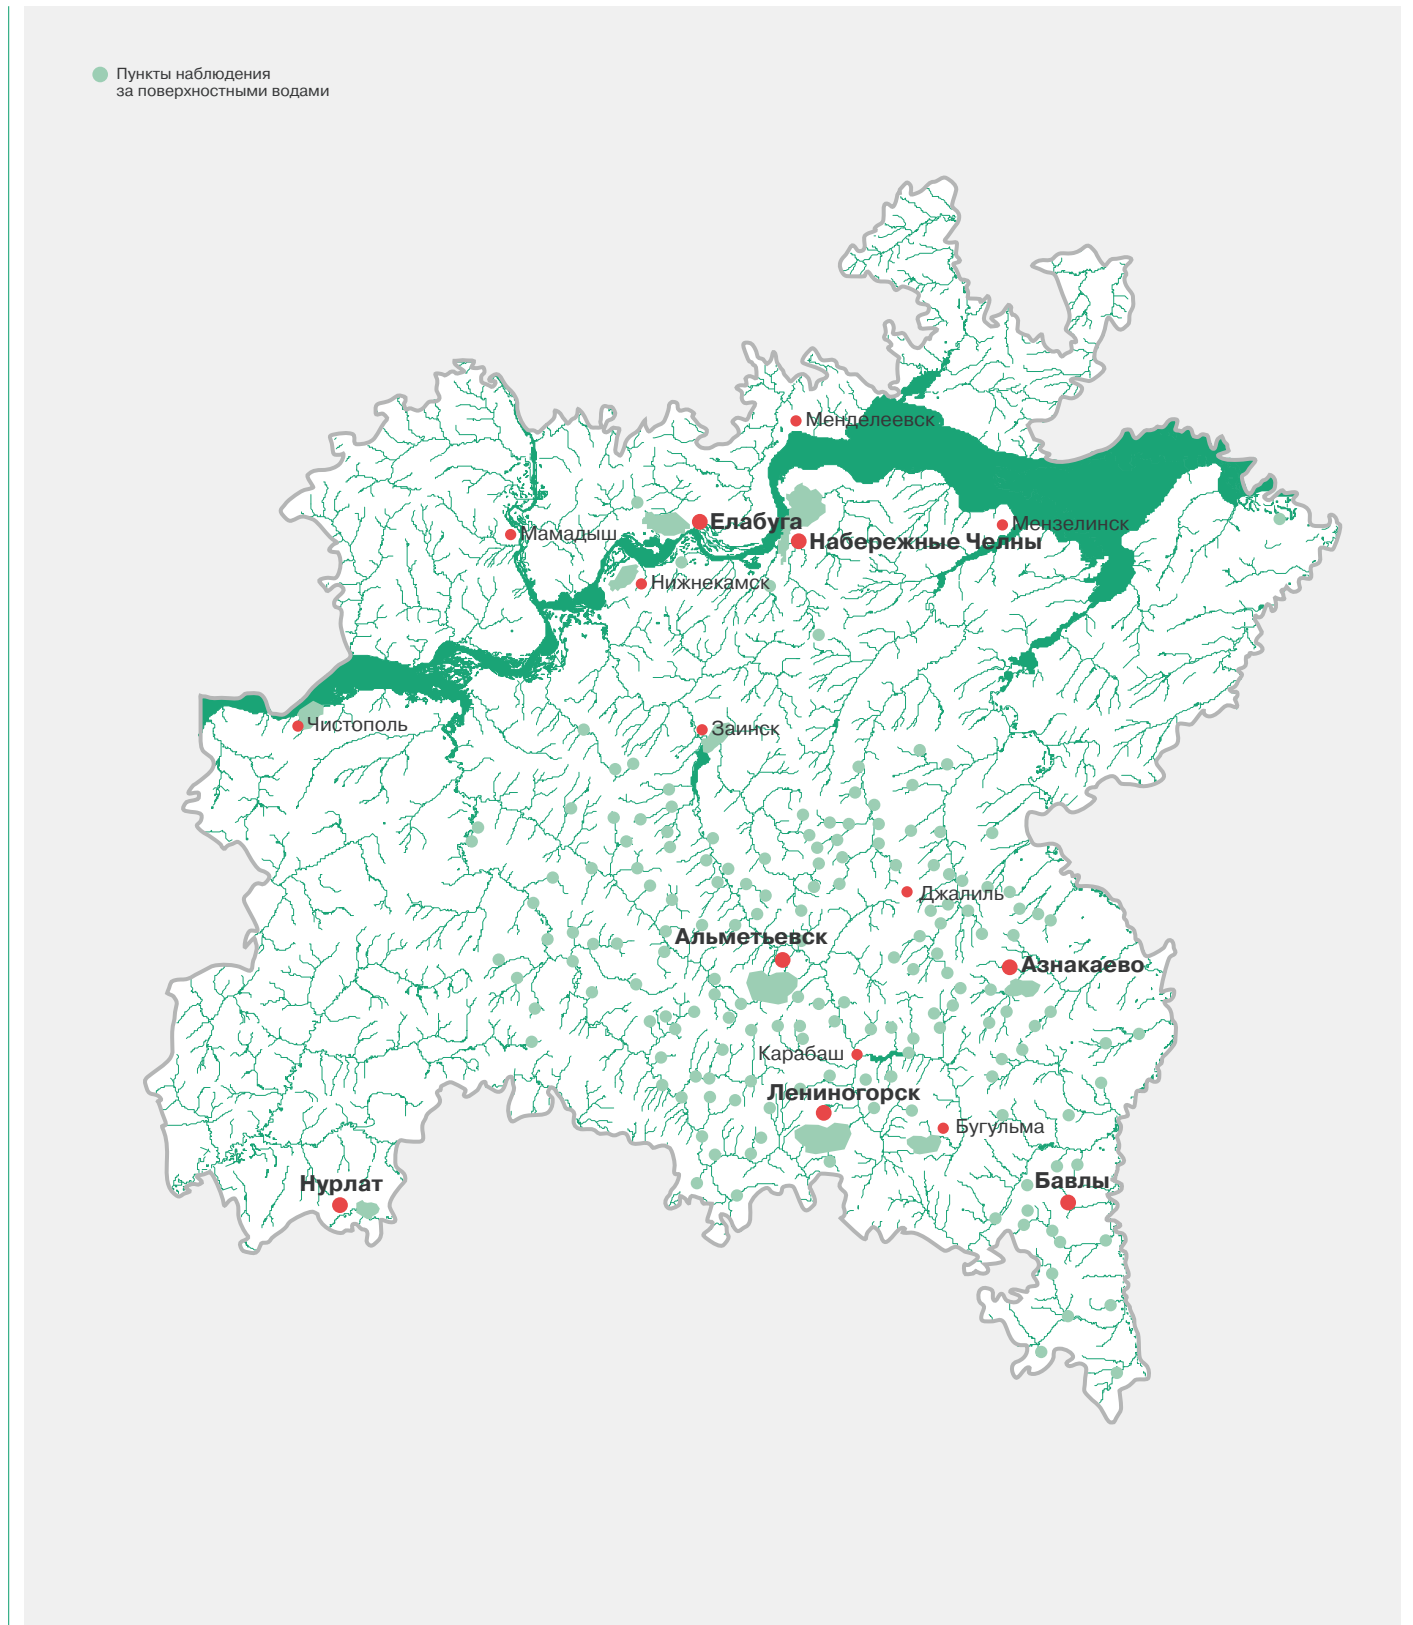 Пункты наблюдения
за поверхностными водами
Менделеевск
Елабуга
Мензелинск
Мамадыш
Набережные Челны
Нижнекамск
Чистополь
Заинск
Джалиль
Альметьевск
Азнакаево
Карабаш
Лениногорск
Бугульма
Бавлы
Нурлат